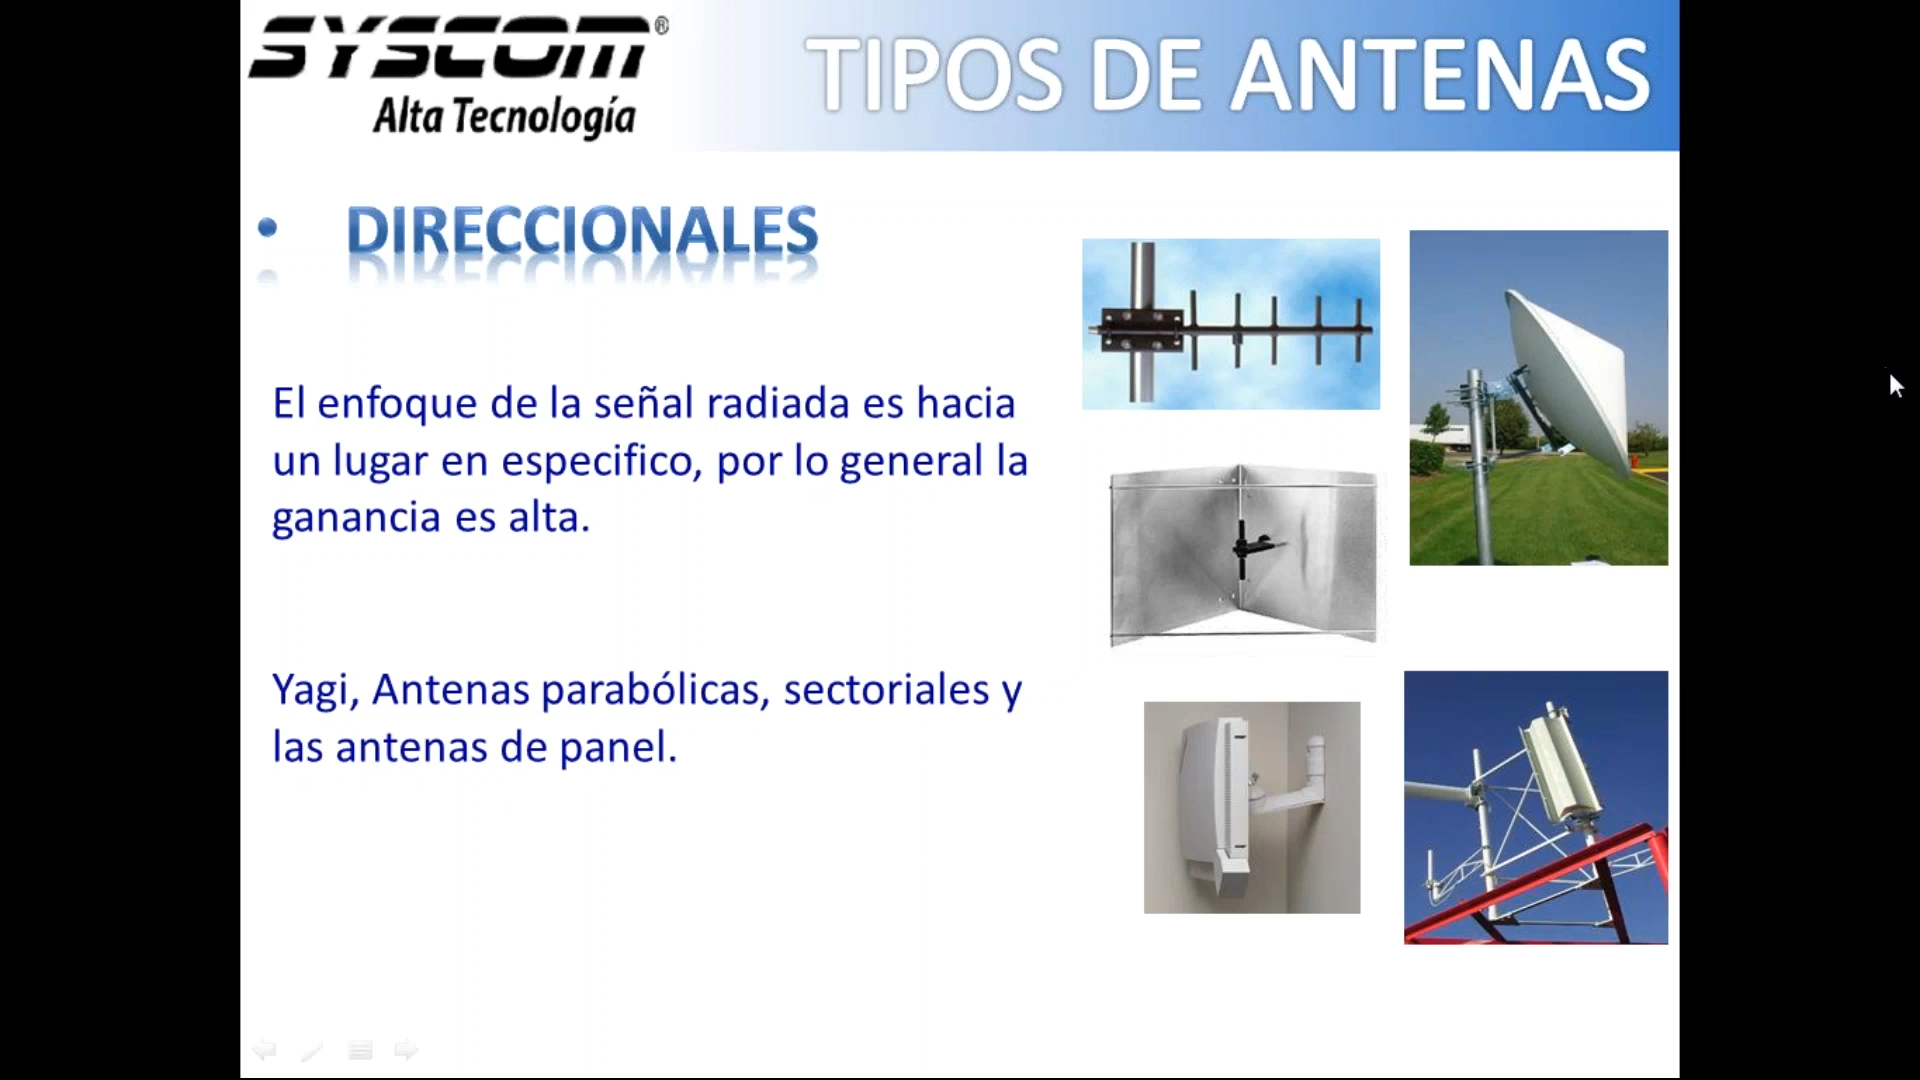 SYSCOM®
Alta Tecnología
TIPOS DE ANTENAS
• DIRECCIONALES
El enfoque de la señal radiada es hacia
un lugar en especifico, por lo general la
ganancia es alta.
Yagi, Antenas parabólicas, sectoriales y
las antenas de panel.